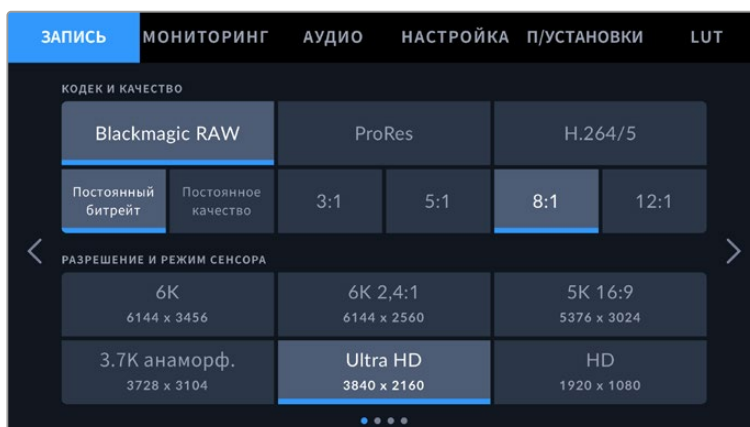 ЗАПИСЬ МОНИТОРИНГ АУДИО НАСТРОЙКА П/УСТАНОВКИ LUT
КОДЕК И КАЧЕСТВО
Blackmagic RAW ProRes H.264/5
Постоянный битрейт Постоянное качество 3:1 5:1 8:1 12:1
РАЗРЕШЕНИЕ И РЕЖИМ СЕНСОРА
6K 6K 2,4:1 5K 16:9
6144 x 3456 6144 x 2560 5376 x 3024
3.7K анаморф. Ultra HD HD
3728 x 3104 3840 x 2160 1920 x 1080